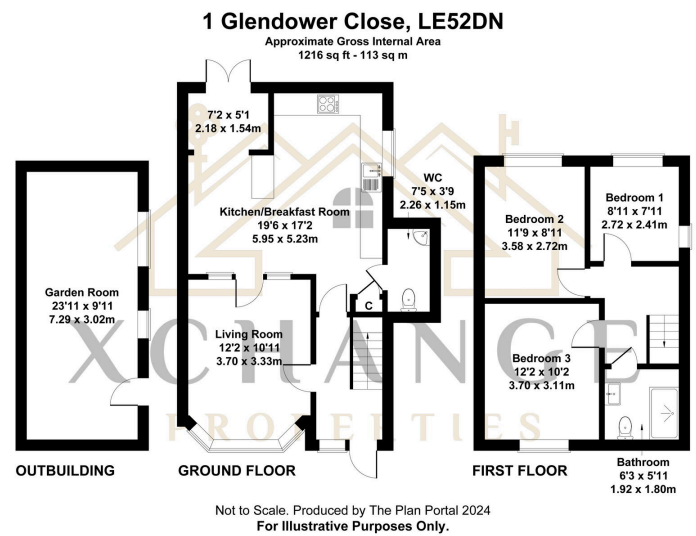 1 Glendower Close, LE52DN
Approximate Gross Internal Area
1216 sq ft - 113 sq m
7'2 x 5'1
2.18 x 1.54m
WC
7'5 x 3'9
2.26 x 1.15m
Kitchen/Breakfast Room
19'6 x 17'2
5.95 x 5.23m
Bedroom 2
11'9 x 8'11
3.58 x 2.72m
Bedroom 1
8'11 x 7'11
2.72 x 2.41m
Garden Room
23'11 x 9'11
7.29 x 3.02m
Living Room
12'2 x 10'11
3.70 x 3.33m
C
Bedroom 3
12'2 x 10'2
3.70 x 3.11m
XCHANGE
PROPERTIES
OUTBUILDING
GROUND FLOOR
FIRST FLOOR
Bathroom
6'3 x 5'11
1.92 x 1.80m
Not to Scale. Produced by The Plan Portal 2024
For Illustrative Purposes Only.